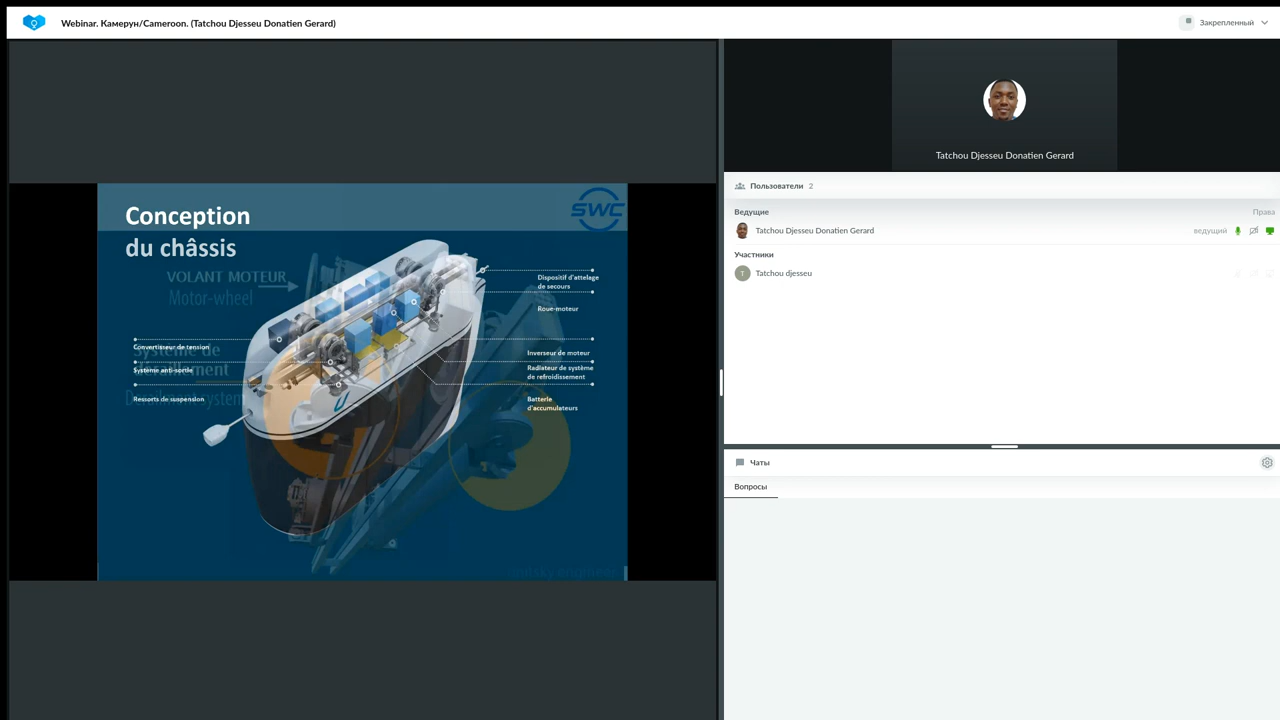 Webinar. Камерун/Cameroon. (Tatchou Djesseu Donatien Gerard)
Закрепленный
Conception
du châssis
SWC
VOLANT MOTEUR
Motor-wheel
Dispositif d'attelage
de secours
Roue-moteur
Convertisseur de tension
Système de
Système anti-sortie
Ressorts de suspension
Inverseur de moteur
Radiateur de système
de refroidissement
Batterie
d'accumulateurs
Tatchou Djesseu Donatien Gerard
Пользователи 2
Ведущие
Права
Tatchou Djesseu Donatien Gerard
ведущий
Участники
T
Tatchou djesseu
Чаты
Вопросы